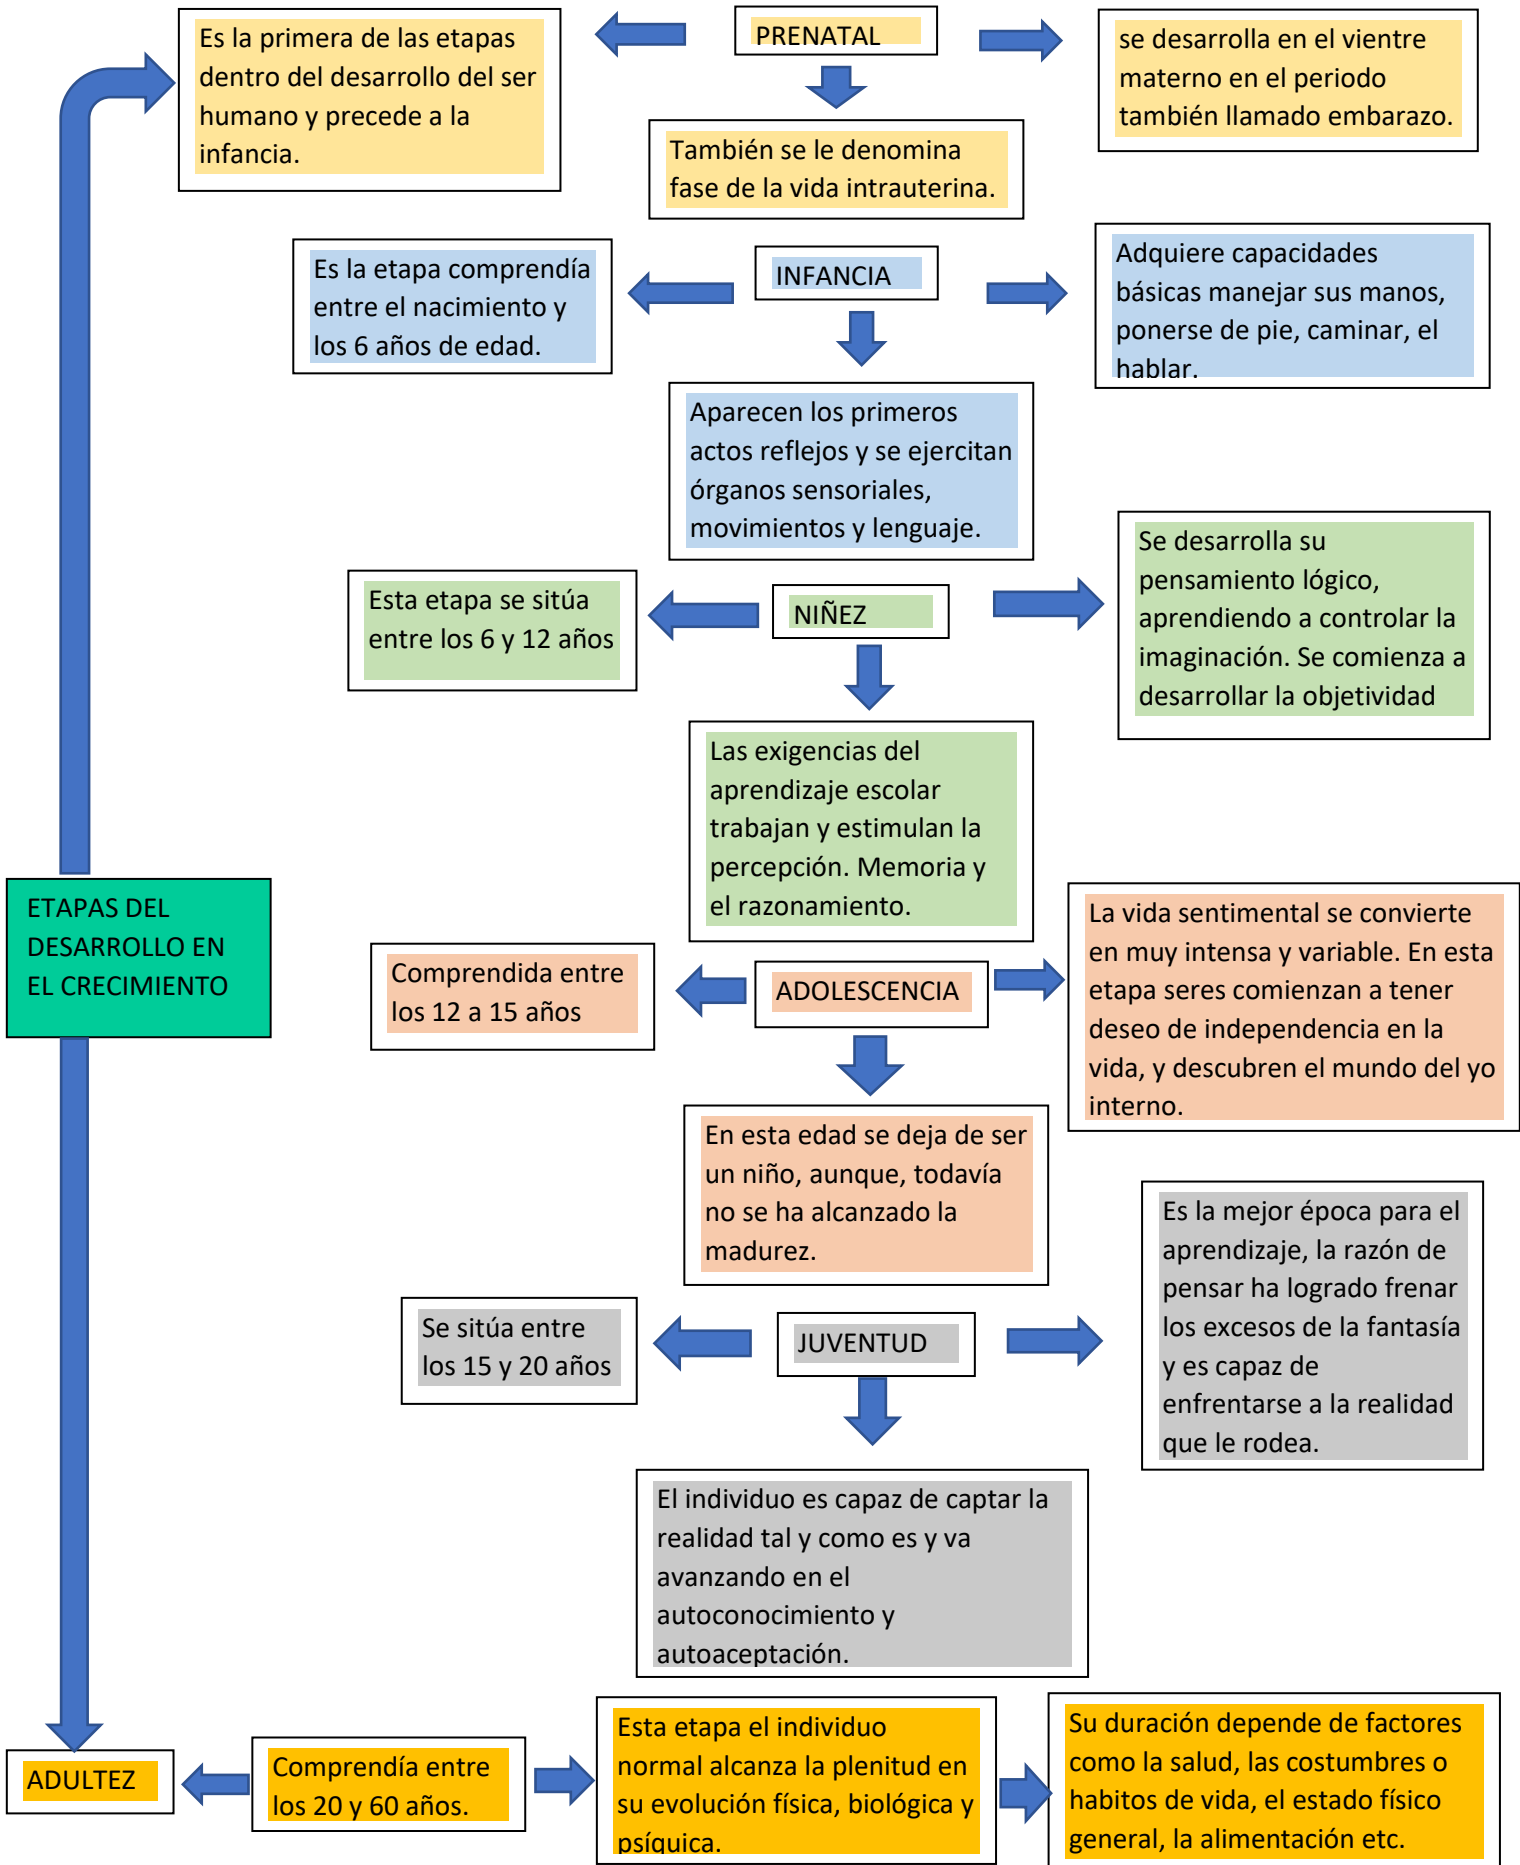 Es la primera de las etapas
dentro del desarrollo del ser
humano y precede a la
infancia.
PRENATAL
se desarrolla en el vientre
materno en el periodo
también llamado embarazo.
También se le denomina
fase de la vida intrauterina.
Es la etapa comprendía
entre el nacimiento y
los 6 años de edad.
INFANCIA
Adquiere capacidades
básicas manejar sus manos,
ponerse de pie, caminar, el
hablar.
Aparecen los primeros
actos reflejos y se ejercitan
órganos sensoriales,
movimientos y lenguaje.
Esta etapa se sitúa
entre los 6 y 12 años
NIÑEZ
Se desarrolla su
pensamiento lógico,
aprendiendo a controlar la
imaginación. Se comienza a
desarrollar la objetividad
Las exigencias del
aprendizaje escolar
trabajan y estimulan la
percepción. Memoria y
el razonamiento.
ETAPAS DEL
DESARROLLO EN
EL CRECIMIENTO
Comprendida entre
los 12 a 15 años
ADOLESCENCIA
La vida sentimental se convierte
en muy intensa y variable. En esta
etapa seres comienzan a tener
deseo de independencia en la
vida, y descubren el mundo del yo
interno.
En esta edad se deja de ser
un niño, aunque, todavía
no se ha alcanzado la
madurez.
Se sitúa entre
los 15 y 20 años
JUVENTUD
Es la mejor época para el
aprendizaje, la razón de
pensar ha logrado frenar
los excesos de la fantasía
y es capaz de
enfrentarse a la realidad
que le rodea.
El individuo es capaz de captar la
realidad tal y como es y va
avanzando en el
autoconocimiento y
autoaceptación.
ADULTEZ
Comprendía entre
los 20 y 60 años.
Esta etapa el individuo
normal alcanza la plenitud en
su evolución física, biológica y
psíquica.
Su duración depende de factores
como la salud, las costumbres o
habitos de vida, el estado físico
general, la alimentación etc.